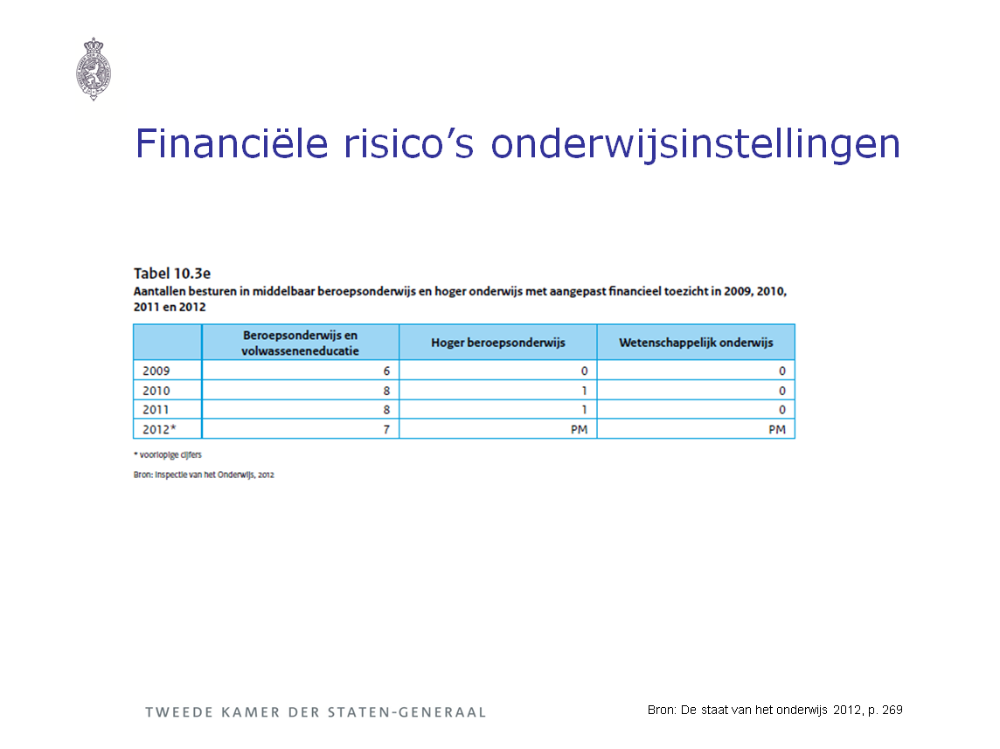 Financiële risico's onderwijsinstellingen
Tabel 10.3e
Aantallen besturen in middelbaar beroepsonderwijs en hoger onderwijs met aangepast financieel toezicht in 2009, 2010,
2011 en 2012
Beroepsonderwijs en
volwasseneneducatie
Hoger beroepsonderwijs
Wetenschappelijk onderwijs
2009 6 0 0
2010 8 1 0
2011 8 1 0
2012* 7 PM PM
* voorlopige cijfers
Bron: Inspectie van het Onderwijs, 2012
TWEEDE KAMER DER STATEN-GENERAAL
Bron: De staat van het onderwijs 2012, p. 269